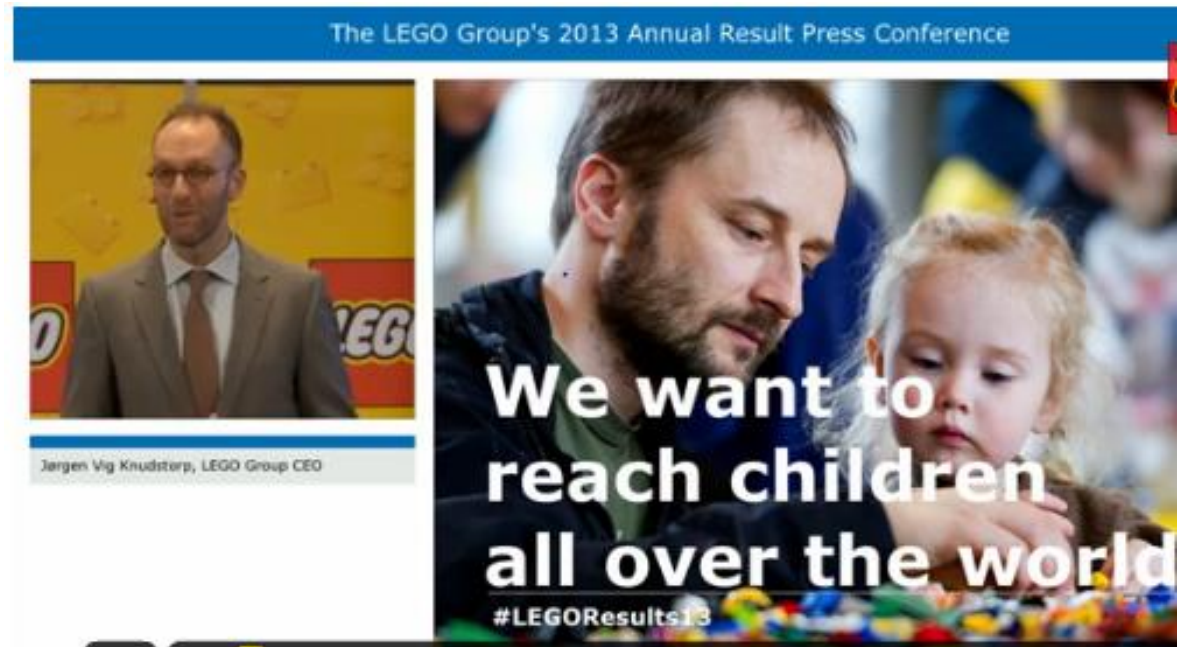 The LEGO Group's 2013 Annual Result Press Conference
LEGO
Jørgen Vig Knudstorp, LEGO Group CEO
We want to
reach children
all over the world
#LEGOResults13